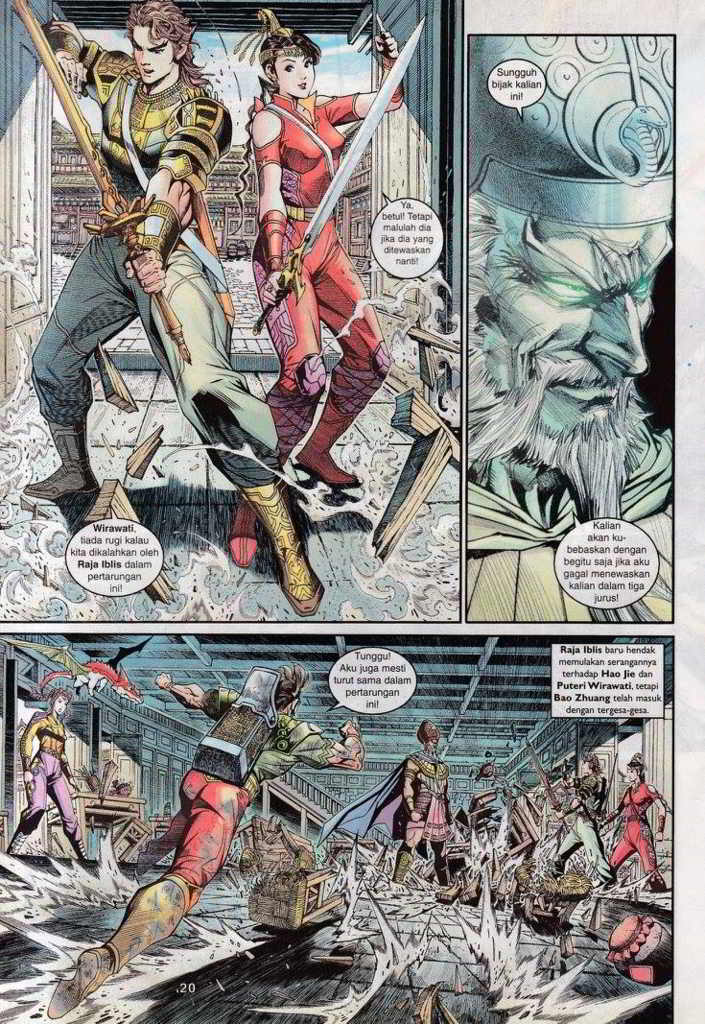 Wirawati,
tiada rugi kalau
kita dikalahkan oleh
Raja Iblis dalam
pertarungan
ini!
Ya,
betul! Tetapi
malulah dia
jika dia yang
ditewaskan
nanti!
Sungguh
bijak kalian
ini!
Kalian
akan ku-
bebaskan dengan
begitu saja jika aku
gagal menewaskan
kalian dalam tiga
jurus!
Tunggu!
Aku juga mesti
turut sama dalam
pertarungan
ini!
Raja Iblis baru hendak
memulakan serangannya
terhadap Hao Jie dan
Puteri Wirawati, tetapi
Bao Zhuang telah masuk
dengan tergesa-gesa.
20